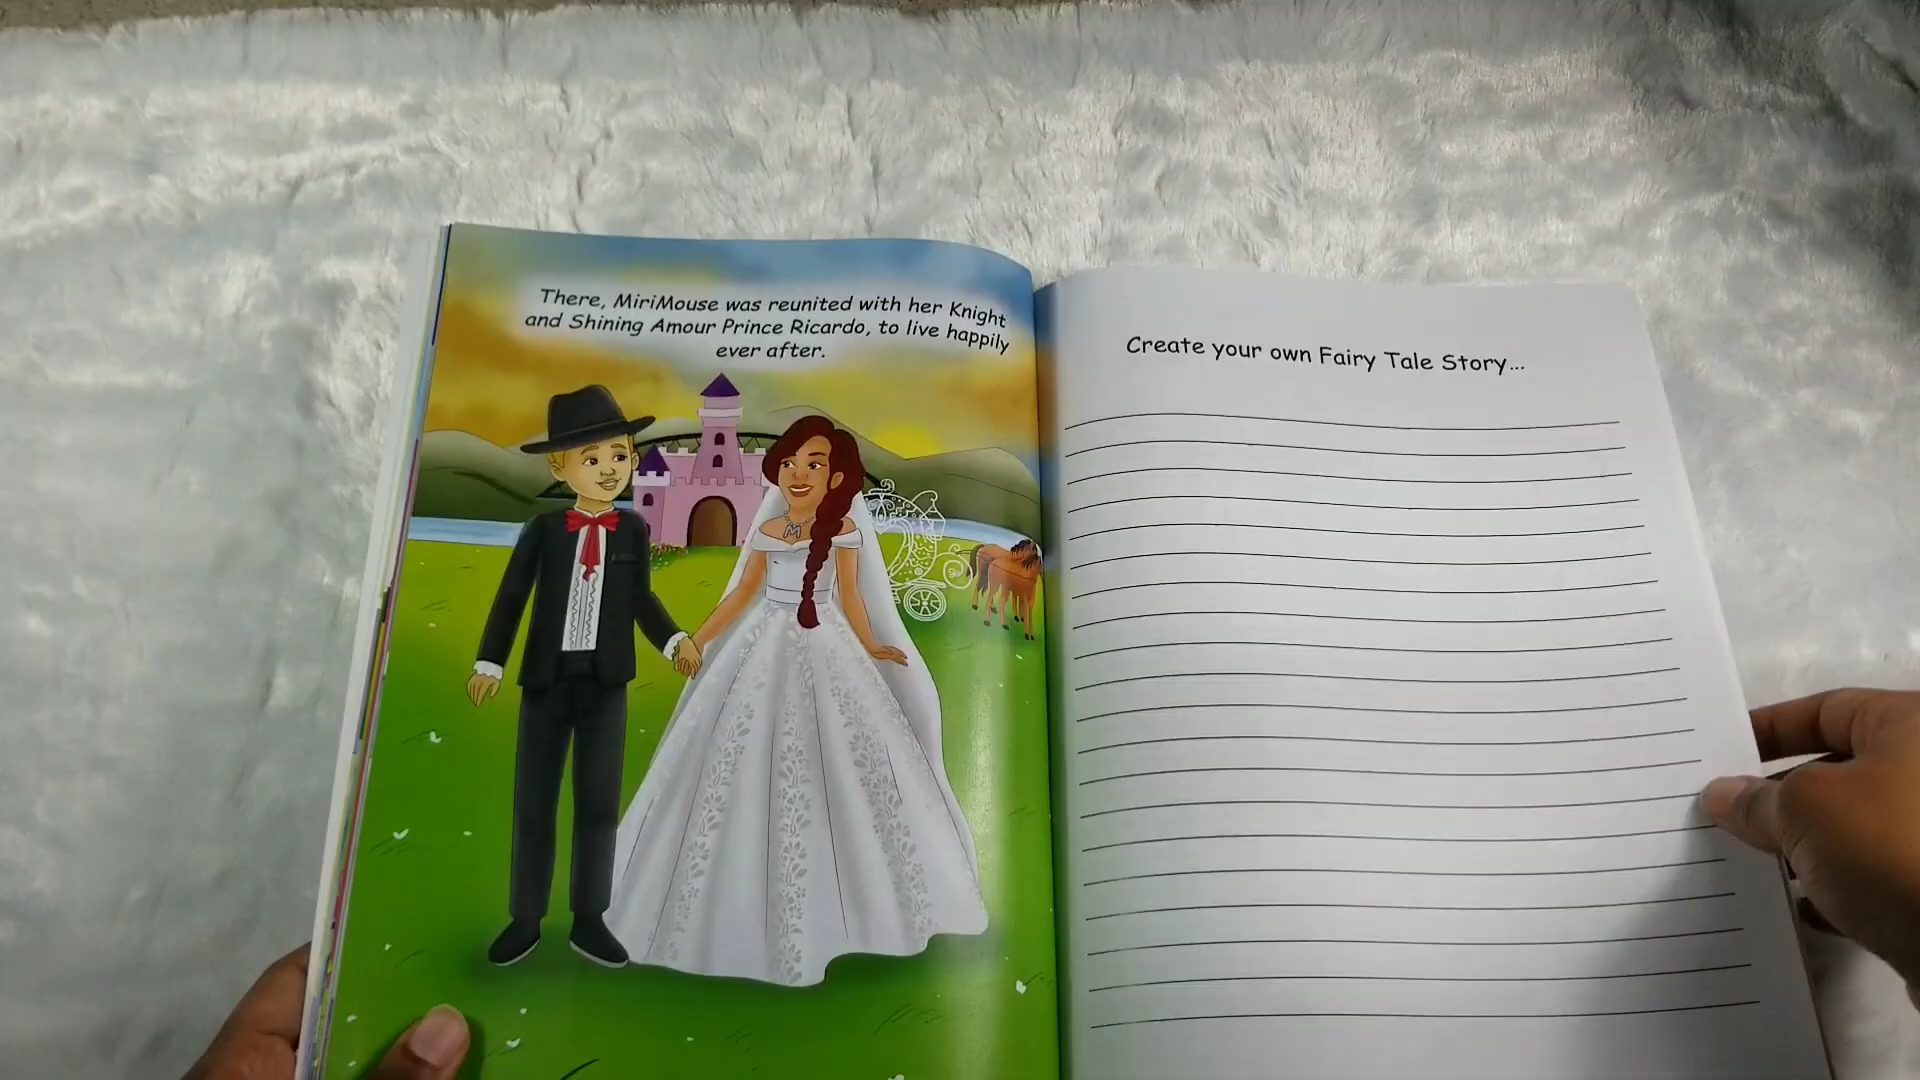 There, MiriMouse was reunited with her Knight
and Shining Amour Prince Ricardo, to live happily
ever after.
M
Create your own Fairy Tale Story...